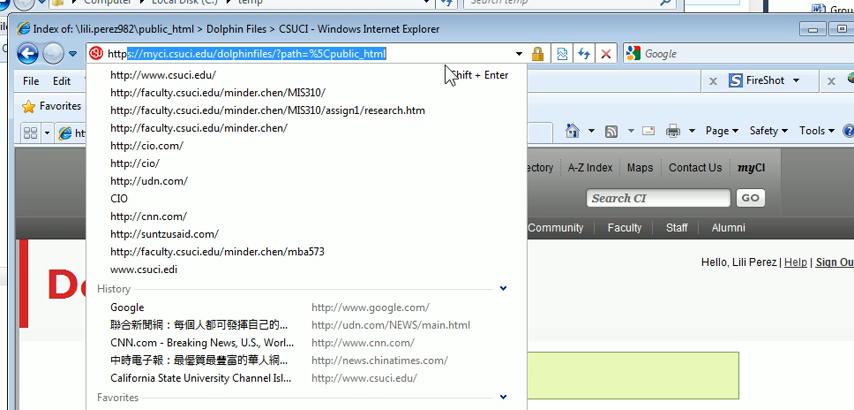 Computer
Local Disk (C:)
temp
Search temp
Grou
Index of: \lili.perez982\public_html > Dolphin Files > CSUCI - Windows Internet Explorer
https://myci.csuci.edu/dolphinfiles/?path=%5Cpublic_html
Google
http://www.csuci.edu/
Shift + Enter
http://faculty.csuci.edu/minder.chen/MIS310/
http://faculty.csuci.edu/minder.chen/MIS310/assign1/research.htm
http://faculty.csuci.edu/minder.chen/
http://cio.com/
http://cio/
http://udn.com/
CIO
http://cnn.com/
http://suntzusaid.com/
http://faculty.csuci.edu/minder.chen/mba573
www.csuci.edi
History
Google http://www.google.com/
聯合新聞網：每個人都可發揮自己的... http://udn.com/NEWS/main.html
CNN.com - Breaking News, U.S., Worl... http://www.cnn.com/
中時電子報：最優質最豐富的華人網... http://news.chinatimes.com/
California State University Channel Isl... http://www.csuci.edu/
Favorites
File Edit
x FireShot x
Favorites
ht
Page Safety Tools
ectory A-Z Index Maps Contact Us myCI
Search CI GO
Community Faculty Staff Alumni
Hello, Lili Perez | Help | Sign Ou
Do